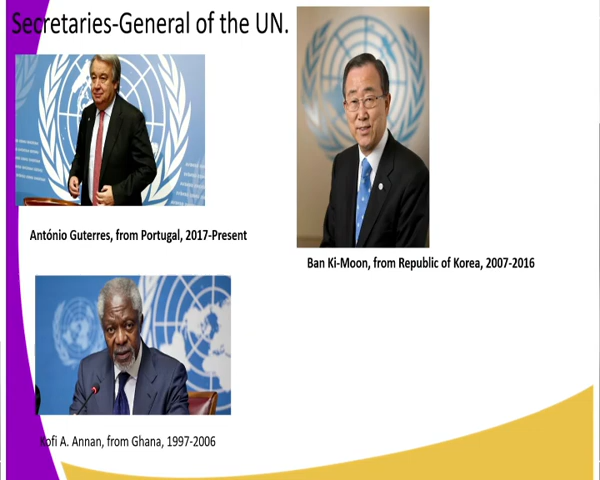 Secretaries-General of the UN.
António Guterres, from Portugal, 2017-Present
Ban Ki-Moon, from Republic of Korea, 2007-2016
Kofi A. Annan, from Ghana, 1997-2006